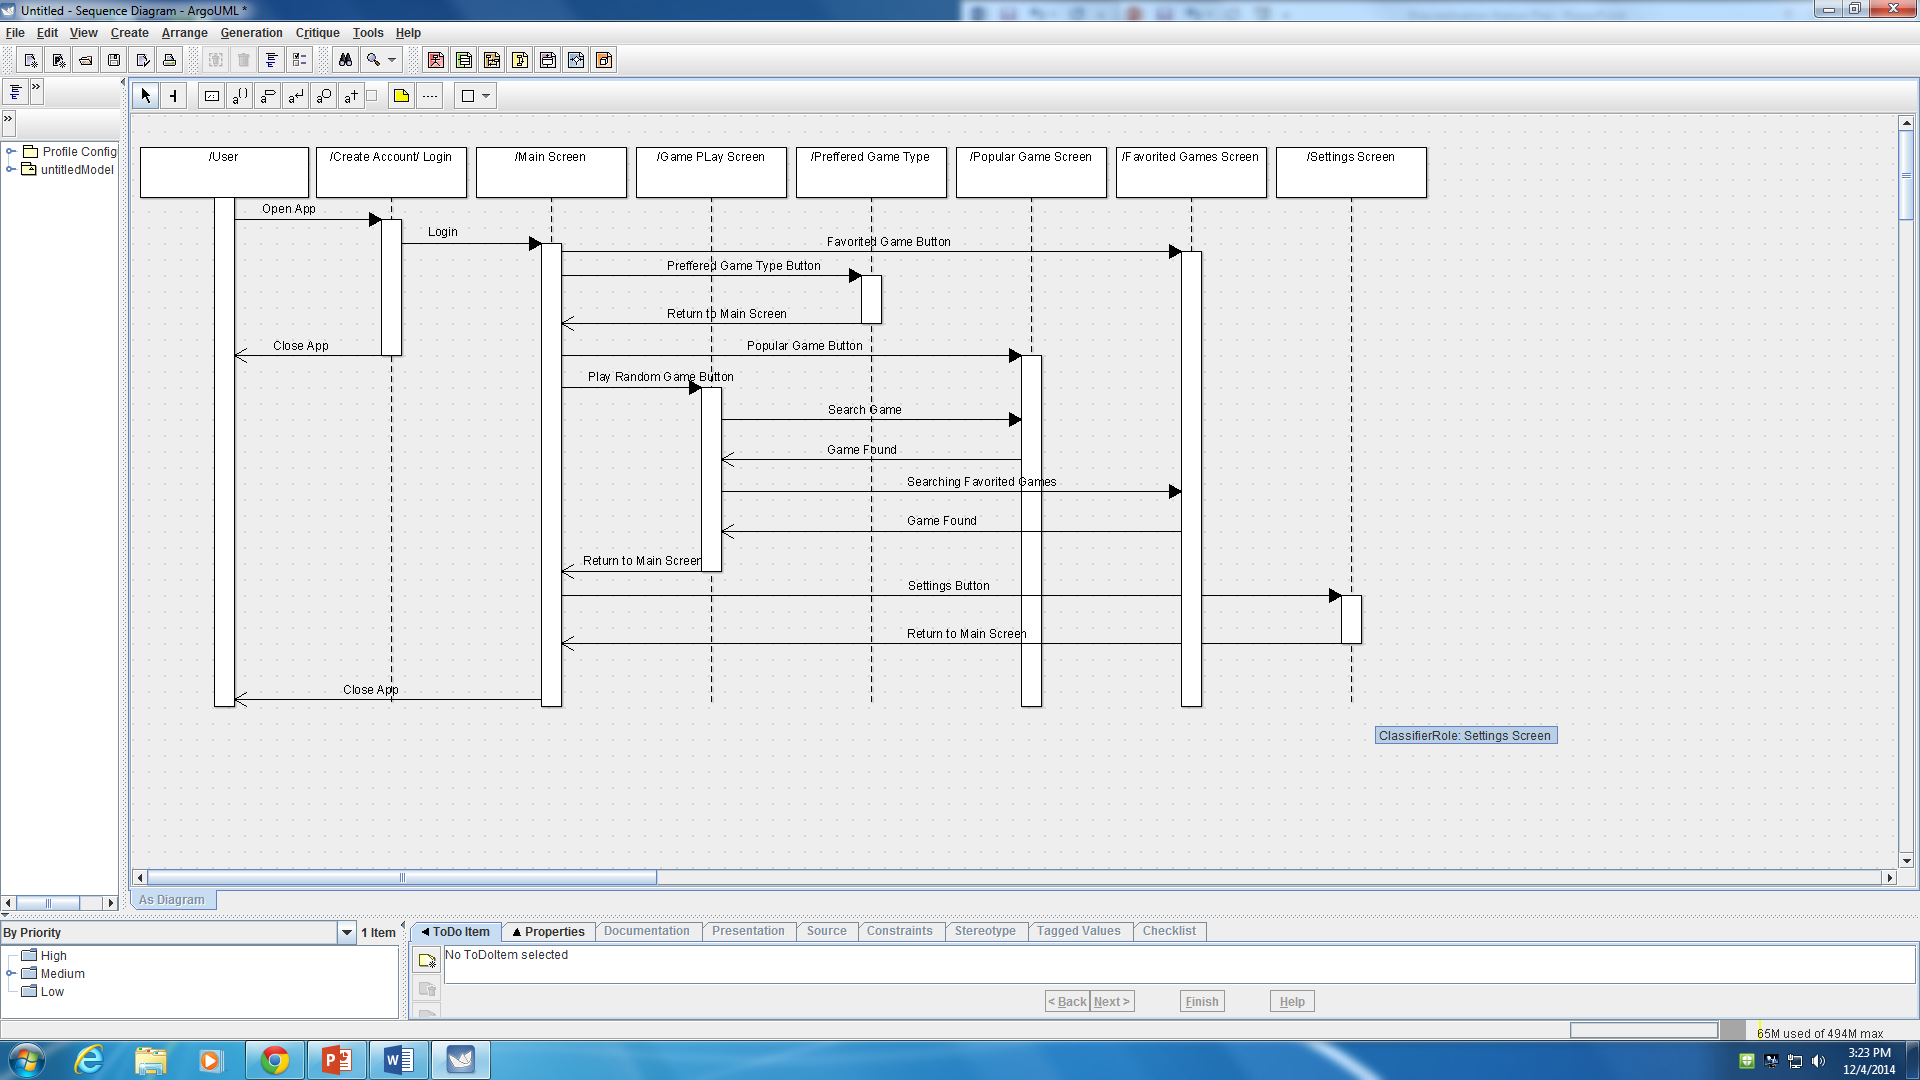 Untitled - Sequence Diagram - ArgoUML *
File Edit View Create Arrange Generation Critique Tools Help
Profile Config
untitledModel
/User /Create Account/ Login /Main Screen /Game PLay Screen /Preffered Game Type /Popular Game Screen /Favorited Games Screen /Settings Screen
Open App
Login
Favorited Game Button
Preffered Game Type Button
Return to Main Screen
Close App
Popular Game Button
Play Random Game Button
Search Game
Game Found
Searching Favorited Games
Game Found
Return to Main Screen
Settings Button
Return to Main Screen
Close App
ClassifierRole: Settings Screen
As Diagram
By Priority 1 Item
High
Medium
Low
ToDo Item Properties Documentation Presentation Source Constraints Stereotype Tagged Values Checklist
No ToDoItem selected
< Back Next > Finish Help
65M used of 494M max
3:23 PM
12/4/2014